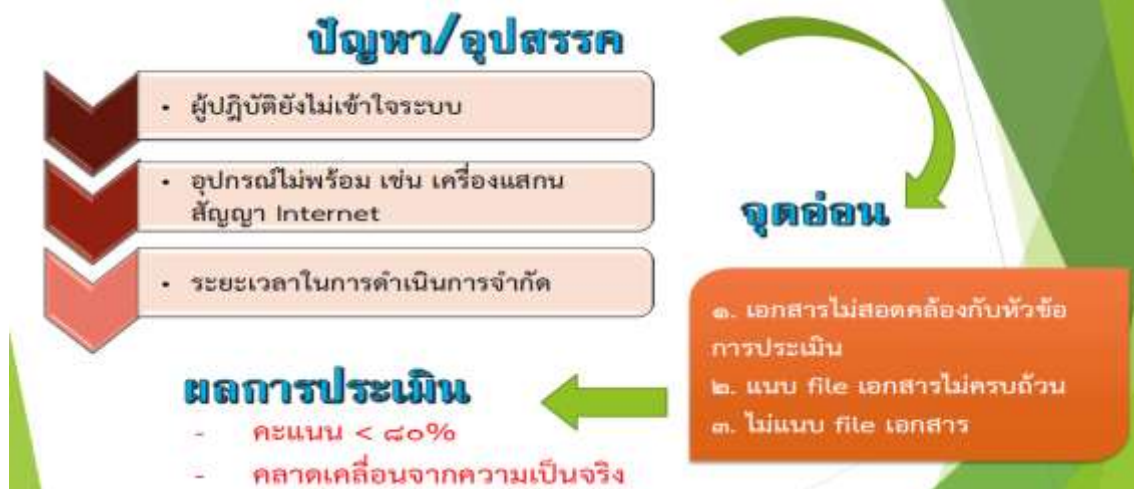 ปัญหา/อุปสรรค
• ผู้ปฎิบัติยังไม่เข้าใจระบบ
• อุปกรณ์ไม่พร้อม เช่น เครื่องแสกน
สัญญา Internet
• ระยะเวลาในการดำเนินการจำกัด
จุดอ่อน
๑. เอกสารไม่สอดคล้องกับหัวข้อ
การประเมิน
๒. แนบ file เอกสารไม่ครบถ้วน
๓. ไม่แนบ file เอกสาร
ผลการประเมิน
- คะแนน < ๘๐%
- คลาดเคลื่อนจากความเป็นจริง